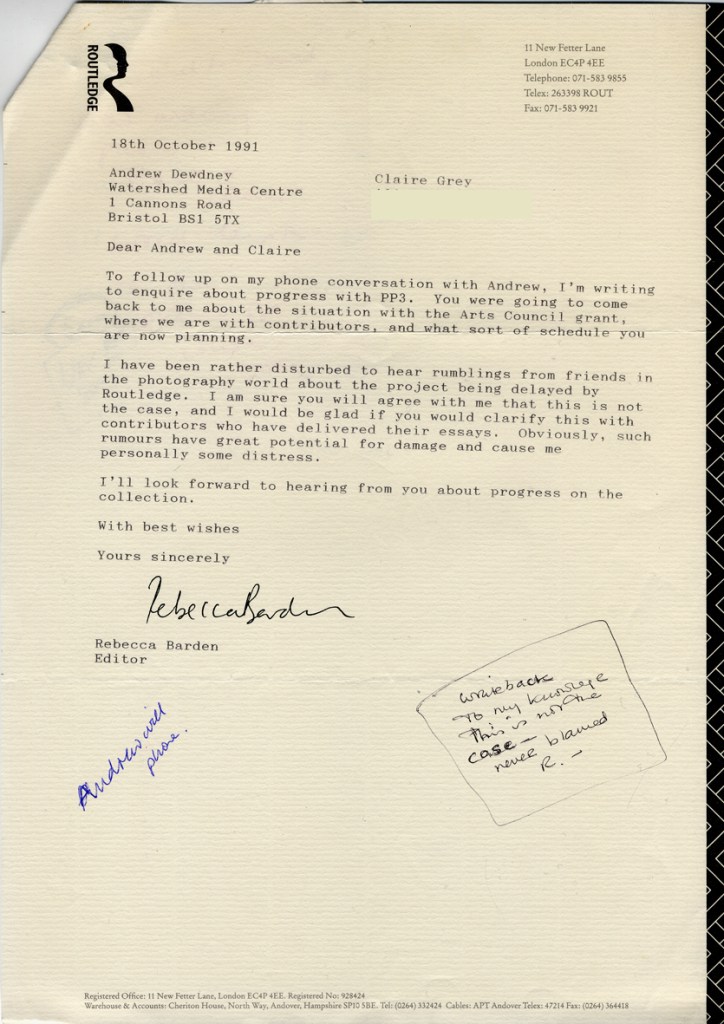 ROUTLEDGE
11 New Fetter Lane
London EC4P 4EE
Telephone: 071-583 9855
Telex: 263398 ROUT
Fax: 071-583 9921
18th October 1991
Andrew Dewdney
Watershed Media Centre
1 Cannons Road
Bristol BS1 5TX
Claire Grey
Dear Andrew and Claire
To follow up on my phone conversation with Andrew, I'm writing
to enquire about progress with PP3.  You were going to come
back to me about the situation with the Arts Council grant,
where we are with contributors, and what sort of schedule you
are now planning.
I have been rather disturbed to hear rumblings from friends in
the photography world about the project being delayed by
Routledge.  I am sure you will agree with me that this is not
the case, and I would be glad if you would clarify this with
contributors who have delivered their essays.  Obviously, such
rumours have great potential for damage and cause me
personally some distress.
I'll look forward to hearing from you about progress on the
collection.
With best wishes
Yours sincerely
Rebecca Barden
Rebecca Barden
Editor
Andrew will
phone.
write back
to my knowledge
this is not the
case –
never blamed
R. –
Registered Office: 11 New Fetter Lane, London EC4P 4EE. Registered No: 928424
Warehouse & Accounts: Cheriton House, North Way, Andover, Hampshire SP10 5BE. Tel: (0264) 332424 Cables: APT Andover Telex: 47214 Fax: (0264) 364418